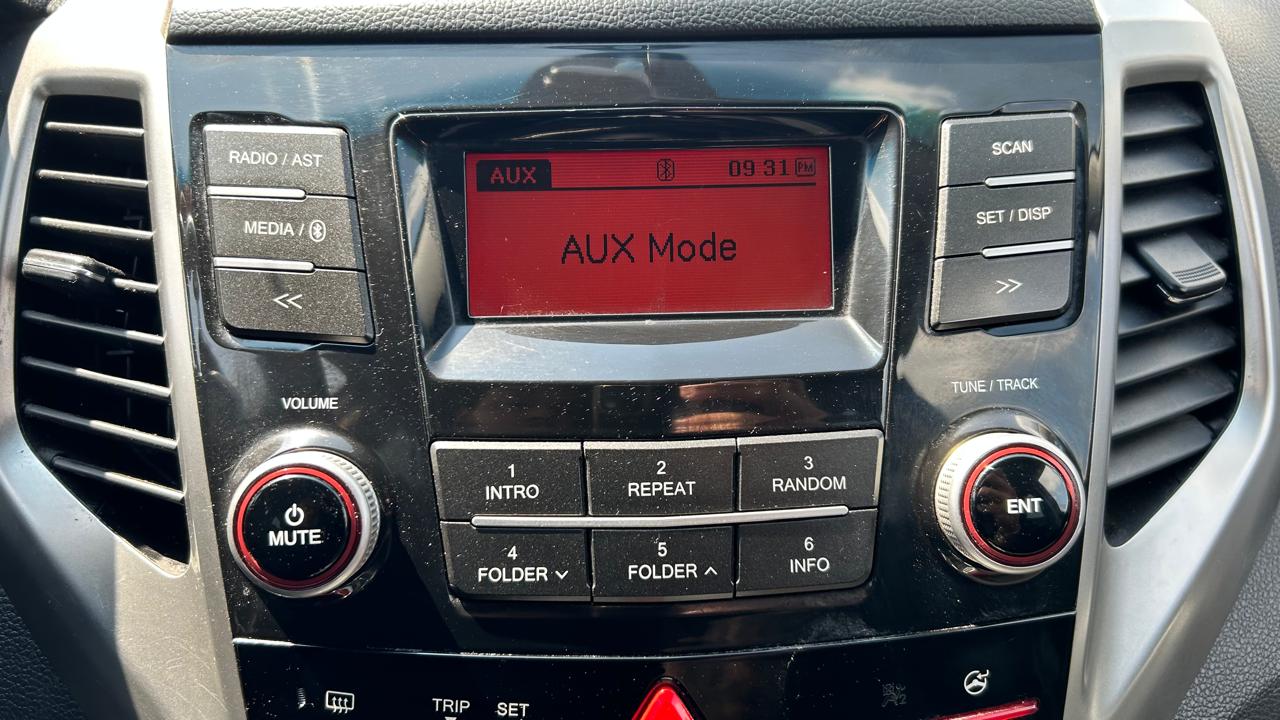 RADIO / AST
MEDIA /
<<
AUX
09 31 PM
AUX Mode
SCAN
SET / DISP
>>
VOLUME
MUTE
TUNE / TRACK
ENT
1
INTRO
2
REPEAT
3
RANDOM
4
FOLDER
5
FOLDER
6
INFO
TRIP
SET